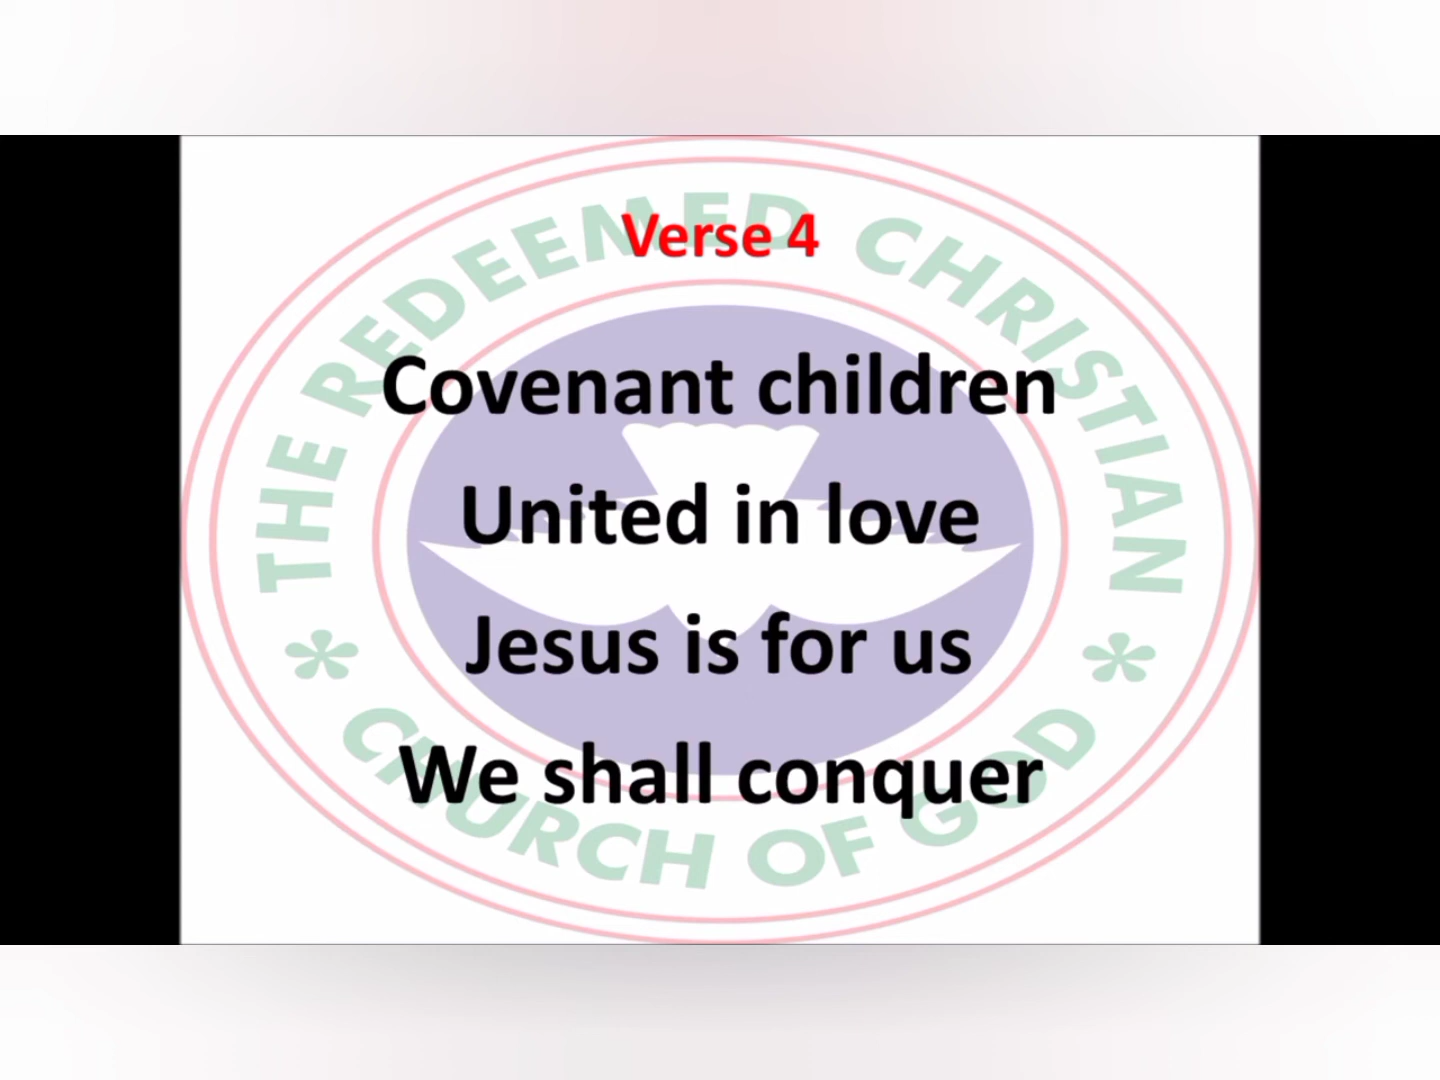 THE REDEEMED CHRISTIAN
Verse 4
Covenant children
United in love
Jesus is for us
We shall conquer
CHURCH OF GOD